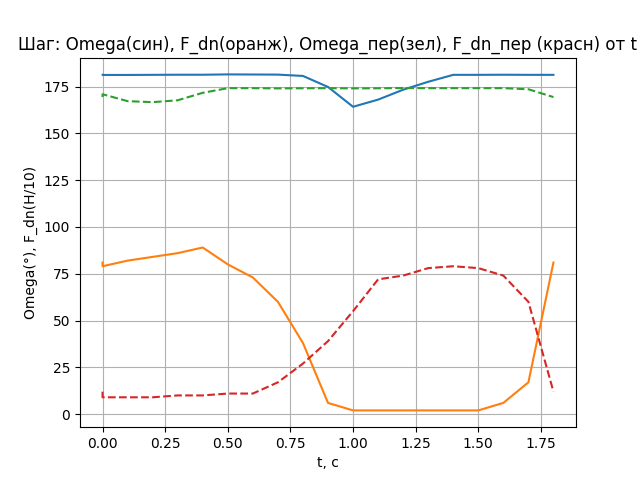 Шаг: Omega(син), F_dn(оранж), Omega_пер(зел), F_dn_пер (красн) от t
Omega(°), F_dn(Н/10)
175
150
125
100
75
50
25
0
0.00 0.25 0.50 0.75 1.00 1.25 1.50 1.75
t, с